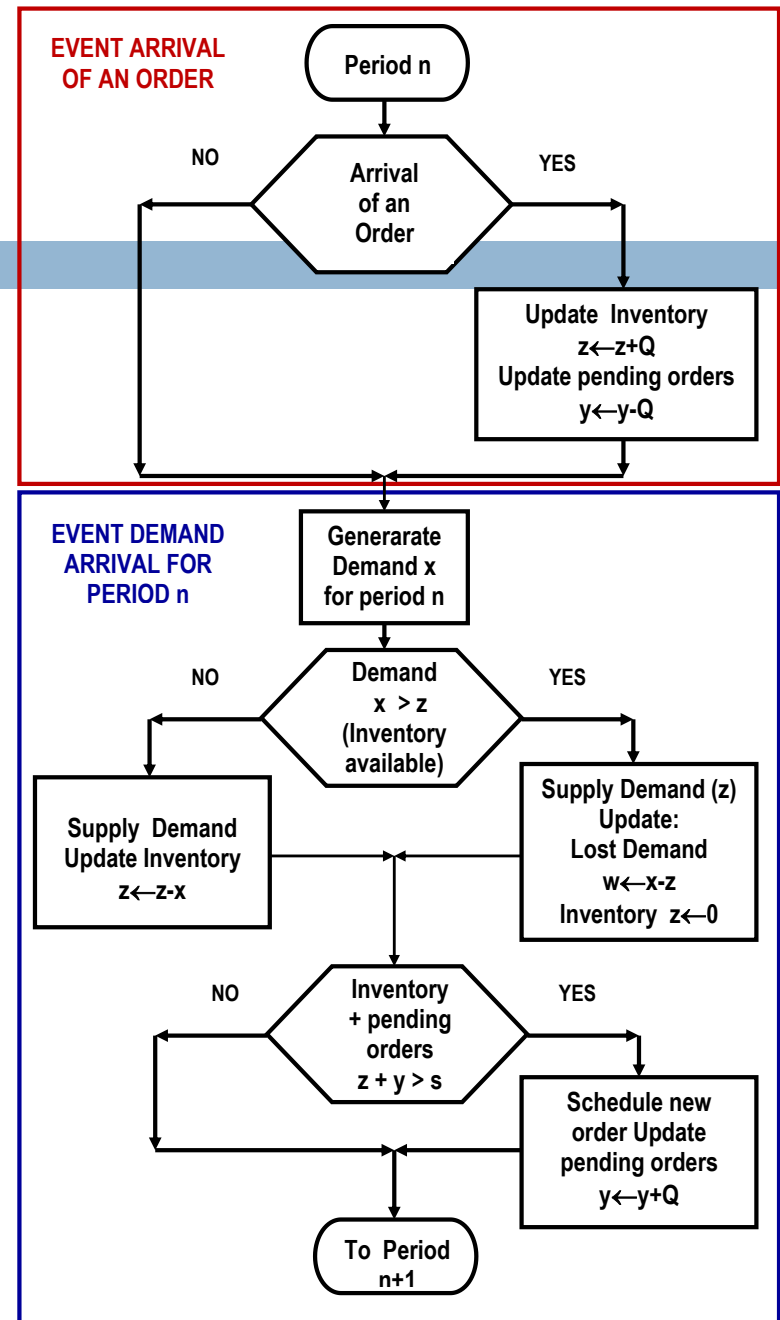 EVENT ARRIVAL
OF AN ORDER
Period n
NO
YES
Arrival
of an
Order
Update Inventory
z←z+Q
Update pending orders
y←y-Q
EVENT DEMAND
ARRIVAL FOR
PERIOD n
Generarate
Demand x
for period n
NO
YES
Demand
x > z
(Inventory
available)
Supply Demand
Update Inventory
z←z-x
Supply Demand (z)
Update:
Lost Demand
w←x-z
Inventory z←0
NO
YES
Inventory
+ pending
orders
z + y > s
Schedule new
order Update
pending orders
y←y+Q
To Period
n+1